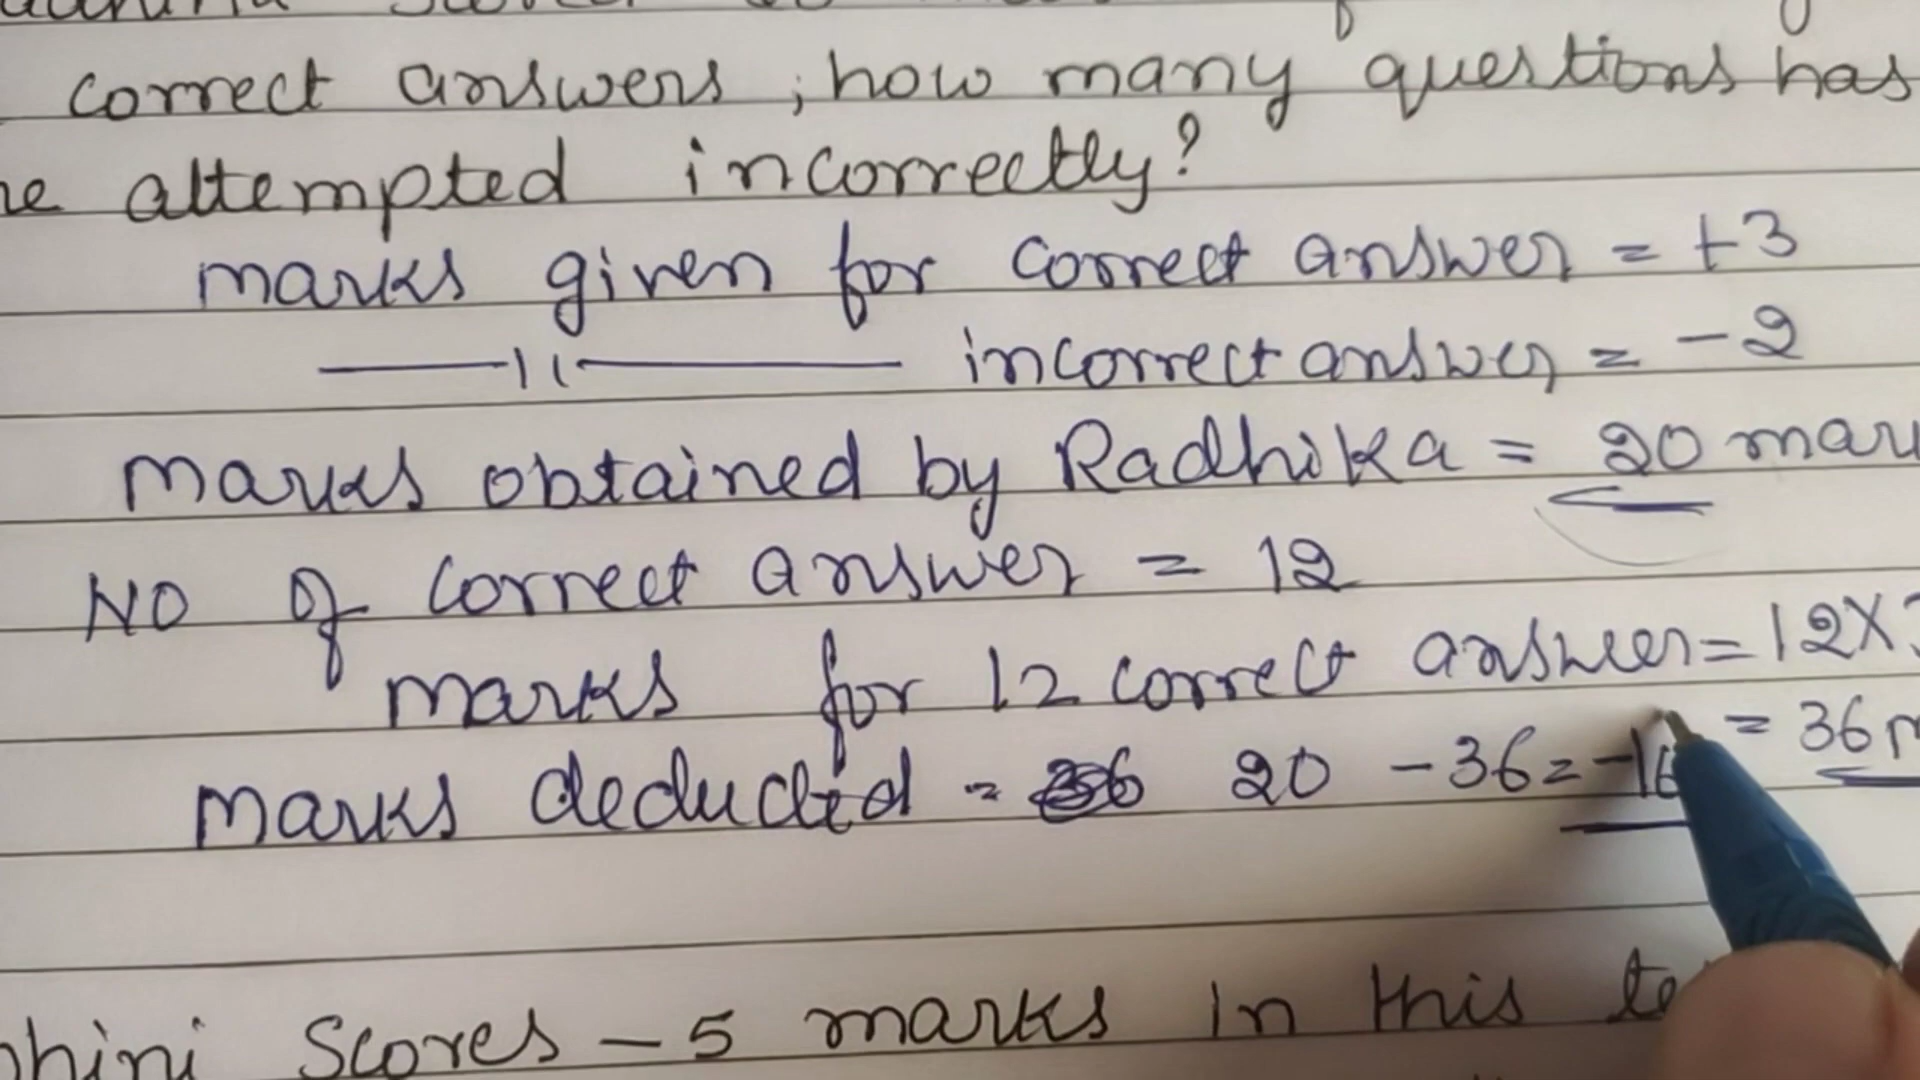 correct answers, how many questions has
attempted incorrectly?
marks given for correct answer = +3
—— 11 —— incorrect answer = -2
marks obtained by Radhika = 20
NO of correct answer = 12
marks for 12 correct answer = 12X
= 36
marks deducted = 20 - 36 = -16
Scores - 5 marks in this